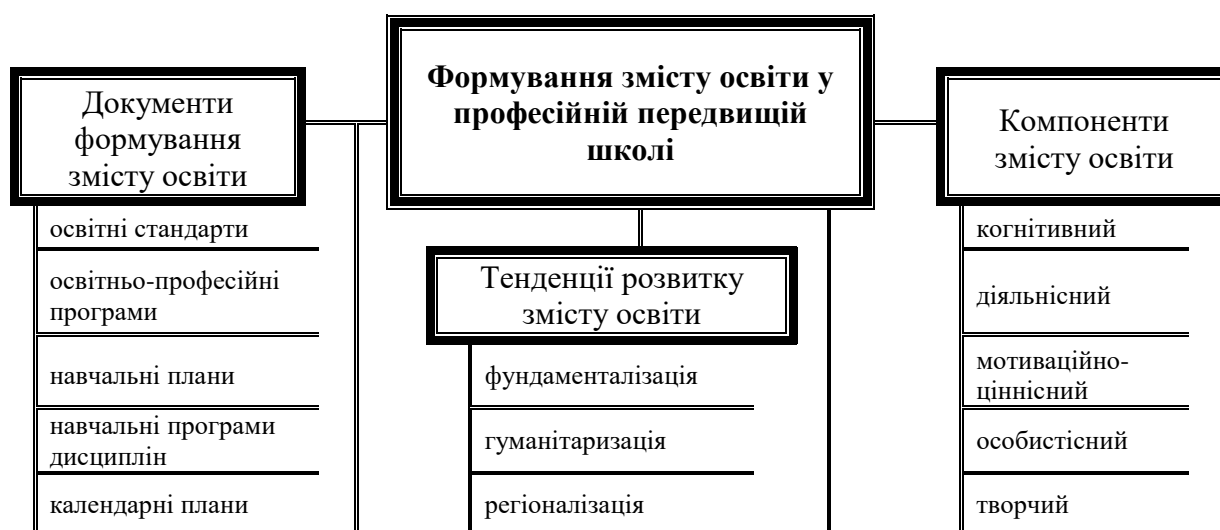 Формування змісту освіти у
професійній передвищій
школі
Документи
формування
змісту освіти
освітні стандарти
освітньо-професійні
програми
навчальні плани
навчальні програми
дисциплін
календарні плани
Тенденції розвитку
змісту освіти
фундаменталізація
гуманітаризація
регіоналізація
Компоненти
змісту освіти
когнітивний
діяльнісний
мотиваційно-
ціннісний
особистісний
творчий